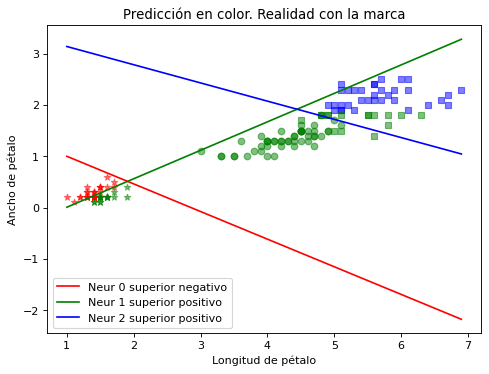 Predicción en color. Realidad con la marca
Ancho de pétalo
3
2
1
0
−1
−2
Neur 0 superior negativo
Neur 1 superior positivo
Neur 2 superior positivo
1 2 3 4 5 6 7
Longitud de pétalo